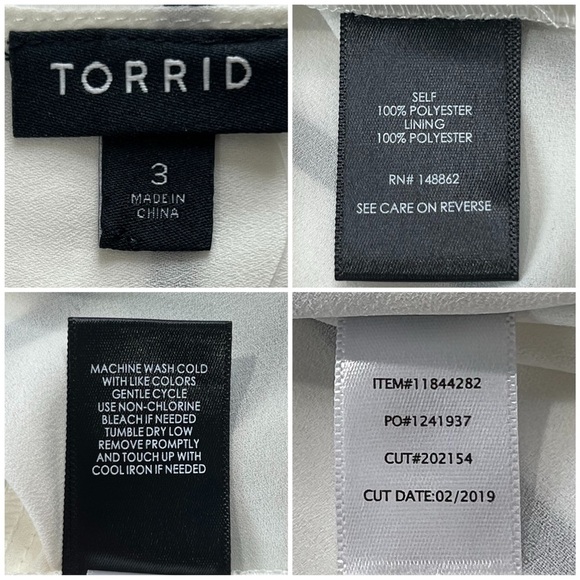 TORRID
3
MADE IN
CHINA
SELF
100% POLYESTER
LINING
100% POLYESTER
RN# 148862
SEE CARE ON REVERSE
MACHINE WASH COLD
WITH LIKE COLORS
GENTLE CYCLE
USE NON-CHLORINE
BLEACH IF NEEDED
TUMBLE DRY LOW
REMOVE PROMPTLY
AND TOUCH UP WITH
COOL IRON IF NEEDED
ITEM#11844282
PO#1241937
CUT#202154
CUT DATE:02/2019